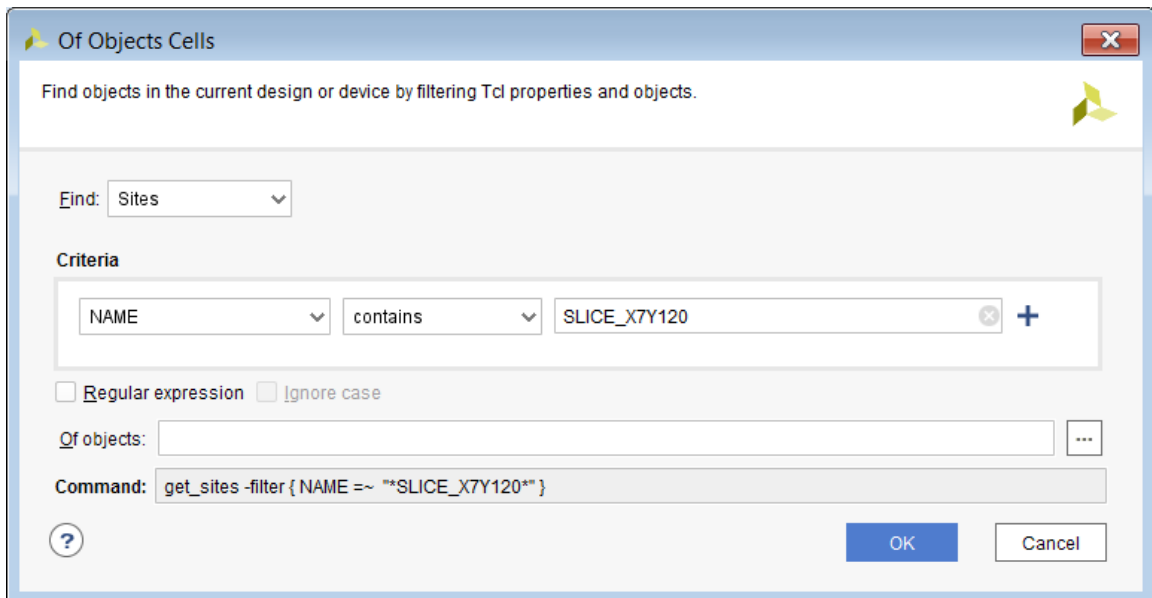 Of Objects Cells
Find objects in the current design or device by filtering Tcl properties and objects.
Find: Sites
Criteria
NAME contains SLICE_X7Y120
Regular expression Ignore case
Of objects: ...
Command: get_sites -filter { NAME =~ "*SLICE_X7Y120*" }
? OK Cancel